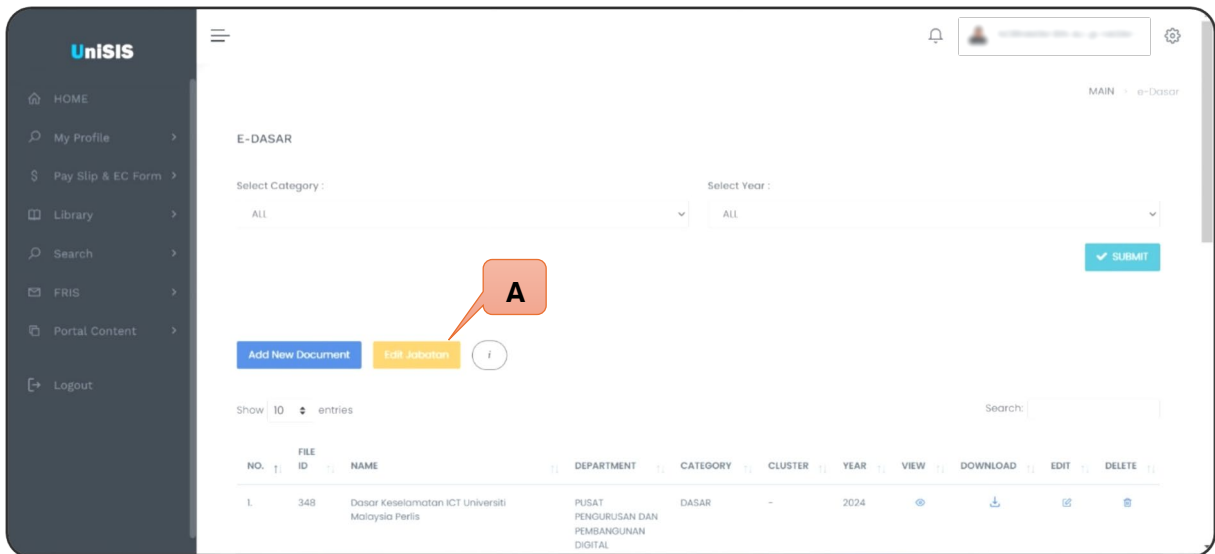 UniSIS
HOME
My Profile
Pay Slip & EC Form
Library
Search
FRIS
Portal Content
Logout
MAIN e-Dasar
E-DASAR
Select Category :
Select Year :
ALL
ALL
SUBMIT
A
Add New Document
Edit Jabatan
i
Show 10 entries
Search:
NO. FILE ID NAME DEPARTMENT CATEGORY CLUSTER YEAR VIEW DOWNLOAD EDIT DELETE
1. 348 Dasar Keselamatan ICT Universiti PUSAT DASAR - 2024
Malaysia Perlis PENGURUSAN DAN
PEMBANGUNAN
DIGITAL